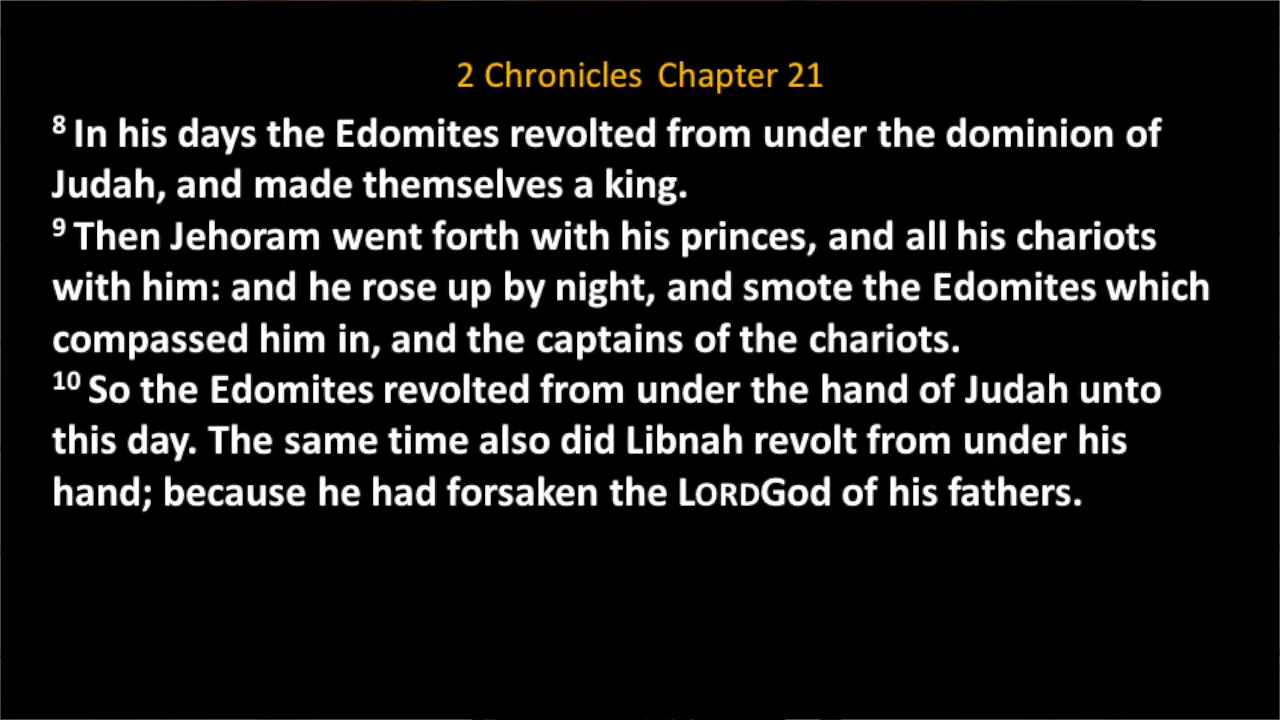 2 Chronicles  Chapter 21
8 In his days the Edomites revolted from under the dominion of
Judah, and made themselves a king.
9 Then Jehoram went forth with his princes, and all his chariots
with him: and he rose up by night, and smote the Edomites which
compassed him in, and the captains of the chariots.
10 So the Edomites revolted from under the hand of Judah unto
this day. The same time also did Libnah revolt from under his
hand; because he had forsaken the LORDGod of his fathers.